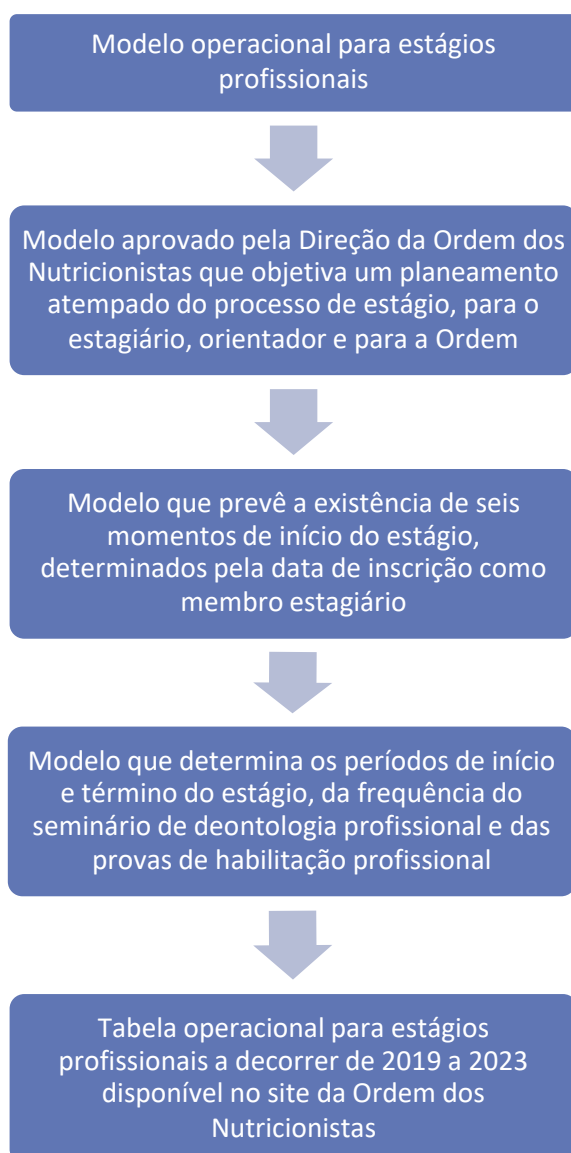 Modelo operacional para estágios
profissionais
Modelo aprovado pela Direção da Ordem dos
Nutricionistas que objetiva um planeamento
atempado do processo de estágio, para o
estagiário, orientador e para a Ordem
Modelo que prevê a existência de seis
momentos de início do estágio,
determinados pela data de inscrição como
membro estagiário
Modelo que determina os períodos de início
e término do estágio, da frequência do
seminário de deontologia profissional e das
provas de habilitação profissional
Tabela operacional para estágios
profissionais a decorrer de 2019 a 2023
disponível no site da Ordem dos
Nutricionistas